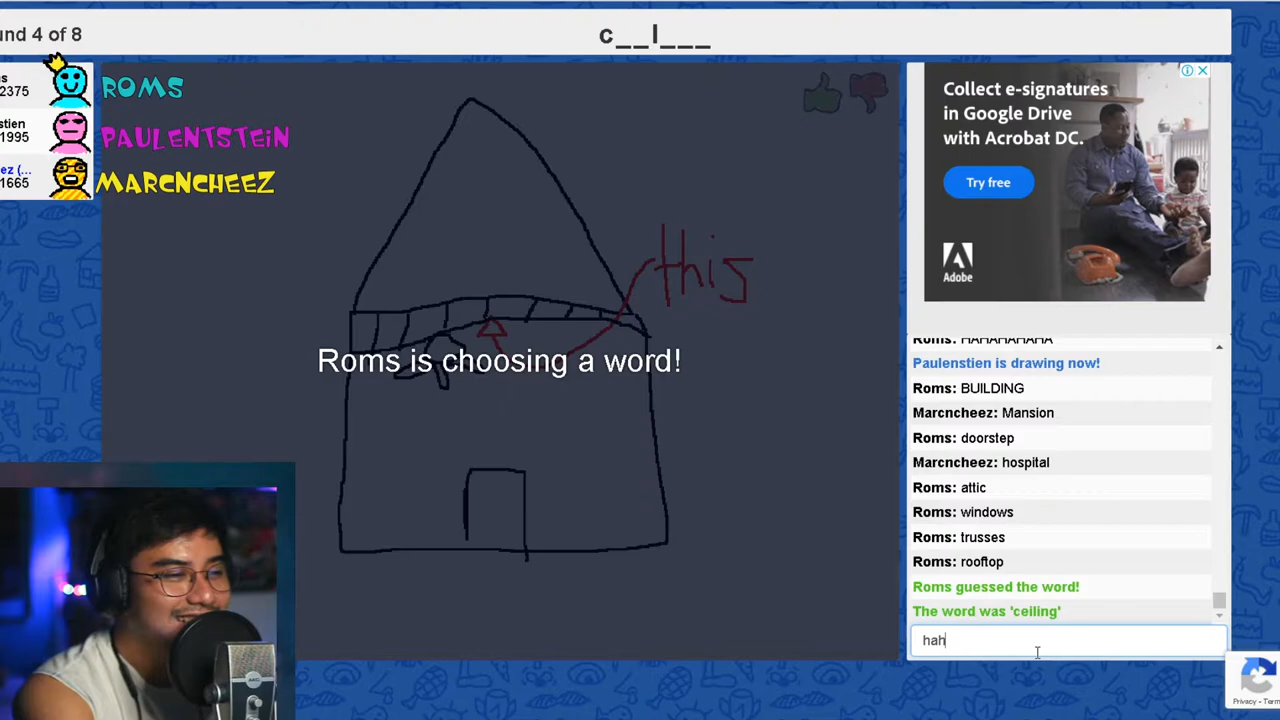 und 4 of 8
c__l___
s
2375
ROMS
stien
1995
PAULENTSTEIN
ez (...
1665
MARCNCHEEZ
this
Roms is choosing a word!
Collect e-signatures
in Google Drive
with Acrobat DC.
Try free
Adobe
Roms: HAHAHAHAHA
Paulenstien is drawing now!
Roms: BUILDING
Marcncheez: Mansion
Roms: doorstep
Marcncheez: hospital
Roms: attic
Roms: windows
Roms: trusses
Roms: rooftop
Roms guessed the word!
The word was 'ceiling'
hah
Privacy - Term